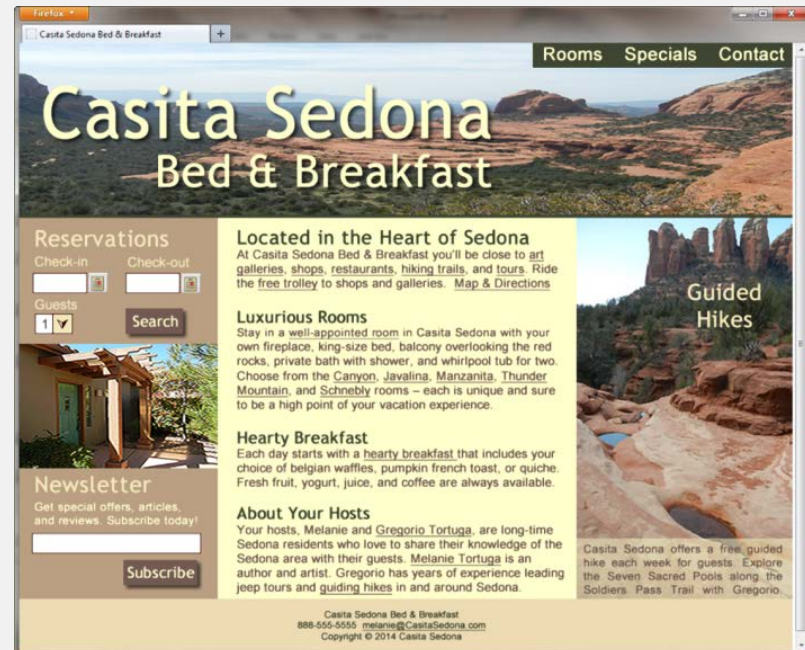 Firefox
Casita Sedona Bed & Breakfast
Rooms Specials Contact
Casita Sedona
Bed & Breakfast
Reservations
Check-in Check-out
Guests
1
Search
Newsletter
Get special offers, articles,
and reviews. Subscribe today!
Subscribe
Located in the Heart of Sedona
At Casita Sedona Bed & Breakfast you'll be close to art
galleries, shops, restaurants, hiking trails, and tours. Ride
the free trolley to shops and galleries. Map & Directions
Luxurious Rooms
Stay in a well-appointed room in Casita Sedona with your
own fireplace, king-size bed, balcony overlooking the red
rocks, private bath with shower, and whirlpool tub for two.
Choose from the Canyon, Javalina, Manzanita, Thunder
Mountain, and Schnebly rooms – each is unique and sure
to be a high point of your vacation experience.
Hearty Breakfast
Each day starts with a hearty breakfast that includes your
choice of belgian waffles, pumpkin french toast, or quiche.
Fresh fruit, yogurt, juice, and coffee are always available.
About Your Hosts
Your hosts, Melanie and Gregorio Tortuga, are long-time
Sedona residents who love to share their knowledge of the
Sedona area with their guests. Melanie Tortuga is an
author and artist. Gregorio has years of experience leading
jeep tours and guiding hikes in and around Sedona.
Guided
Hikes
Casita Sedona offers a free guided
hike each week for guests. Explore
the Seven Sacred Pools along the
Soldiers Pass Trail with Gregorio.
Casita Sedona Bed & Breakfast
888-555-5555 melanie@CasitaSedona.com
Copyright © 2014 Casita Sedona